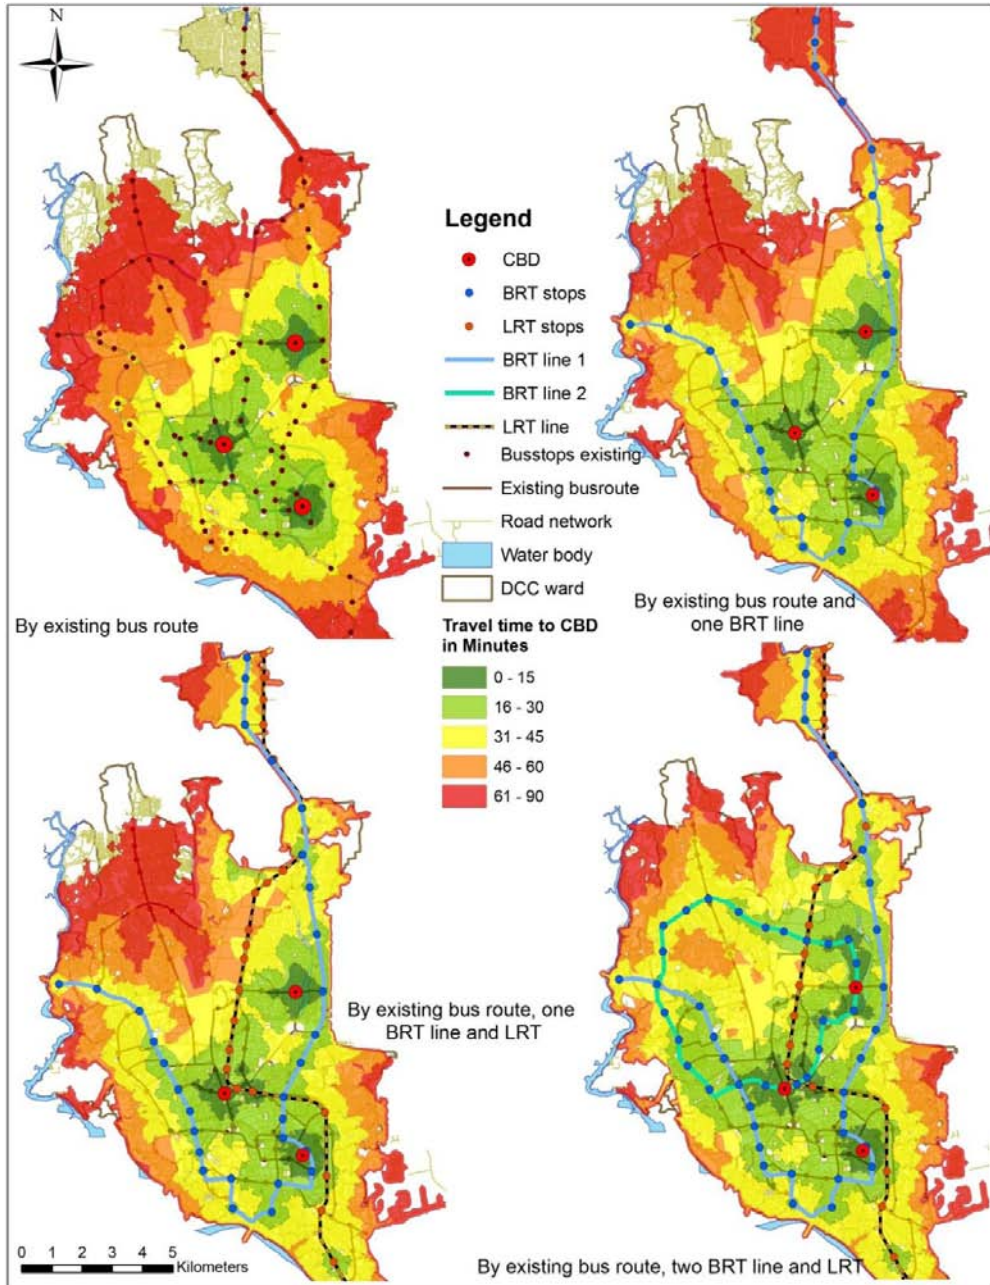 N
Legend
CBD
BRT stops
LRT stops
BRT line 1
BRT line 2
LRT line
Busstops existing
Existing busroute
Road network
Water body
DCC ward
By existing bus route
By existing bus route and
one BRT line
Travel time to CBD
in Minutes
0 - 15
16 - 30
31 - 45
46 - 60
61 - 90
By existing bus route, one
BRT line and LRT
0 1 2 3 4 5
Kilometers
By existing bus route, two BRT line and LRT